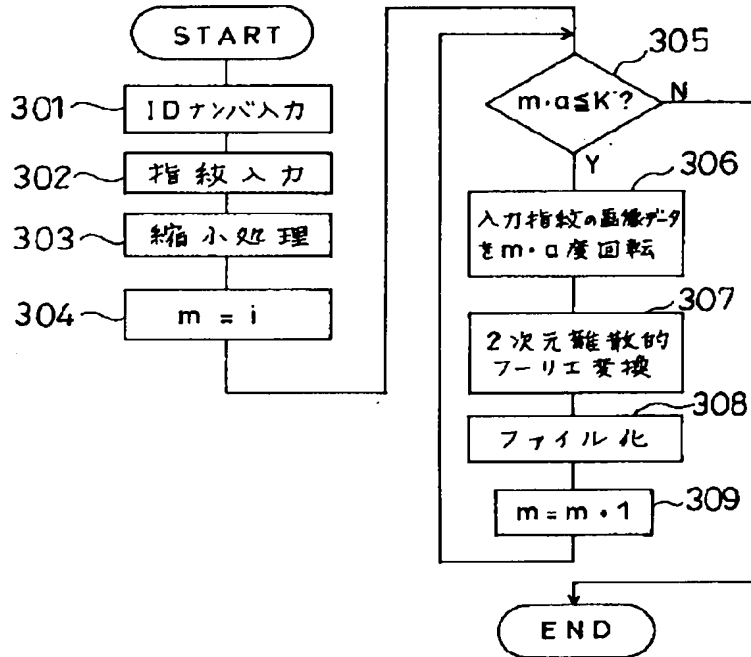 START
301
IDナンバ入力
302
指紋入力
303
縮小処理
304
m = i
305
m・a≦K?
N
Y
306
入力指紋の画像データ
をm・a度回転
307
2次元離散的
フーリエ変換
308
ファイル化
309
m = m・1
END